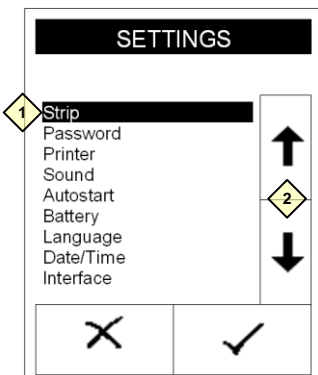 SETTINGS
1
Strip
Password
Printer
Sound
Autostart
Battery
Language
Date/Time
Interface
2